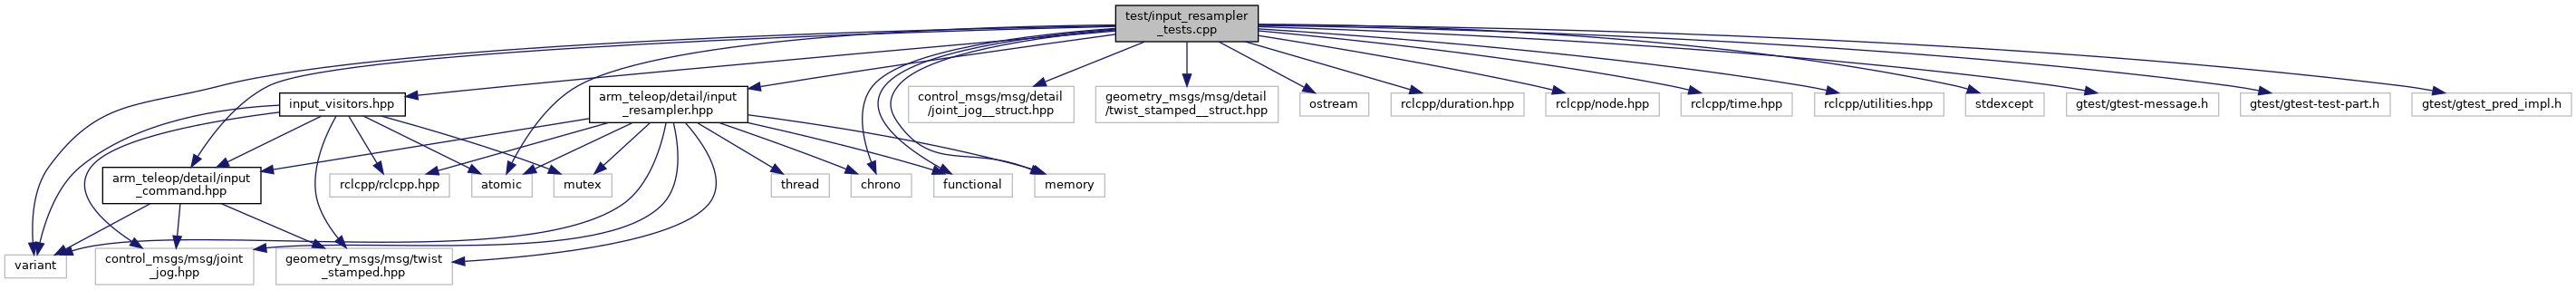 test/input_resampler
_tests.cpp
input_visitors.hpp
arm_teleop/detail/input
_resampler.hpp
control_msgs/msg/detail
/joint_jog__struct.hpp
geometry_msgs/msg/detail
/twist_stamped__struct.hpp
ostream
rclcpp/duration.hpp
rclcpp/node.hpp
rclcpp/time.hpp
rclcpp/utilities.hpp
stdexcept
gtest/gtest-message.h
gtest/gtest-test-part.h
gtest/gtest_pred_impl.h
arm_teleop/detail/input
_command.hpp
rclcpp/rclcpp.hpp
atomic
mutex
thread
chrono
functional
memory
variant
control_msgs/msg/joint
_jog.hpp
geometry_msgs/msg/twist
_stamped.hpp